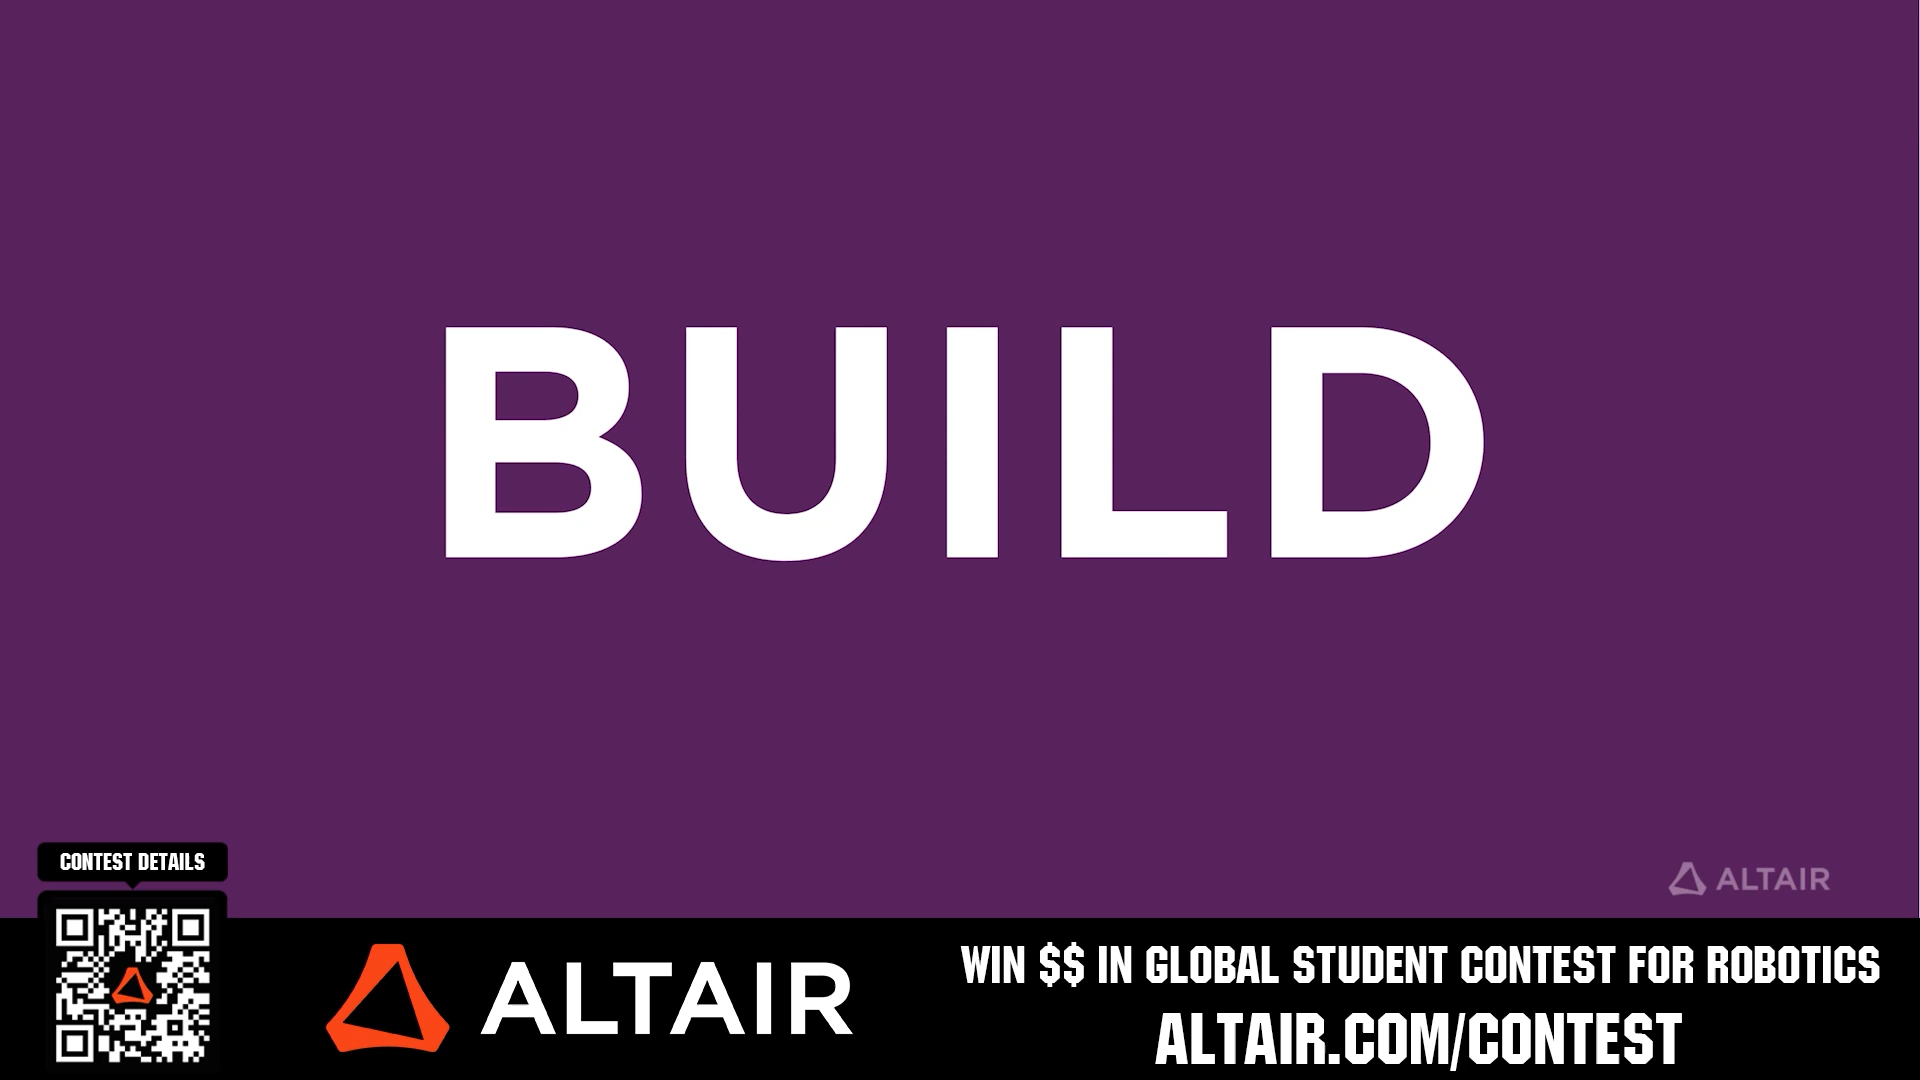 BUILD
CONTEST DETAILS
ALTAIR
ALTAIR
WIN $$ IN GLOBAL STUDENT CONTEST FOR ROBOTICS
ALTAIR.COM/CONTEST